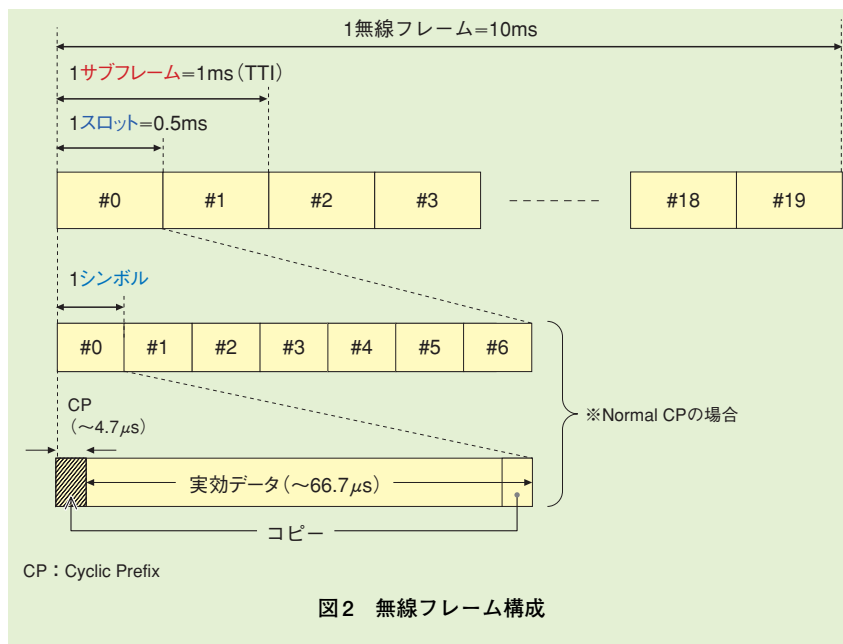 1無線フレーム=10ms
1サブフレーム=1ms(TTI)
1スロット=0.5ms
#0 #1 #2 #3 #18 #19
1シンボル
#0 #1 #2 #3 #4 #5 #6
CP
(~4.7μs)
※Normal CPの場合
実効データ(~66.7μs)
コピー
CP:Cyclic Prefix
図2 無線フレーム構成